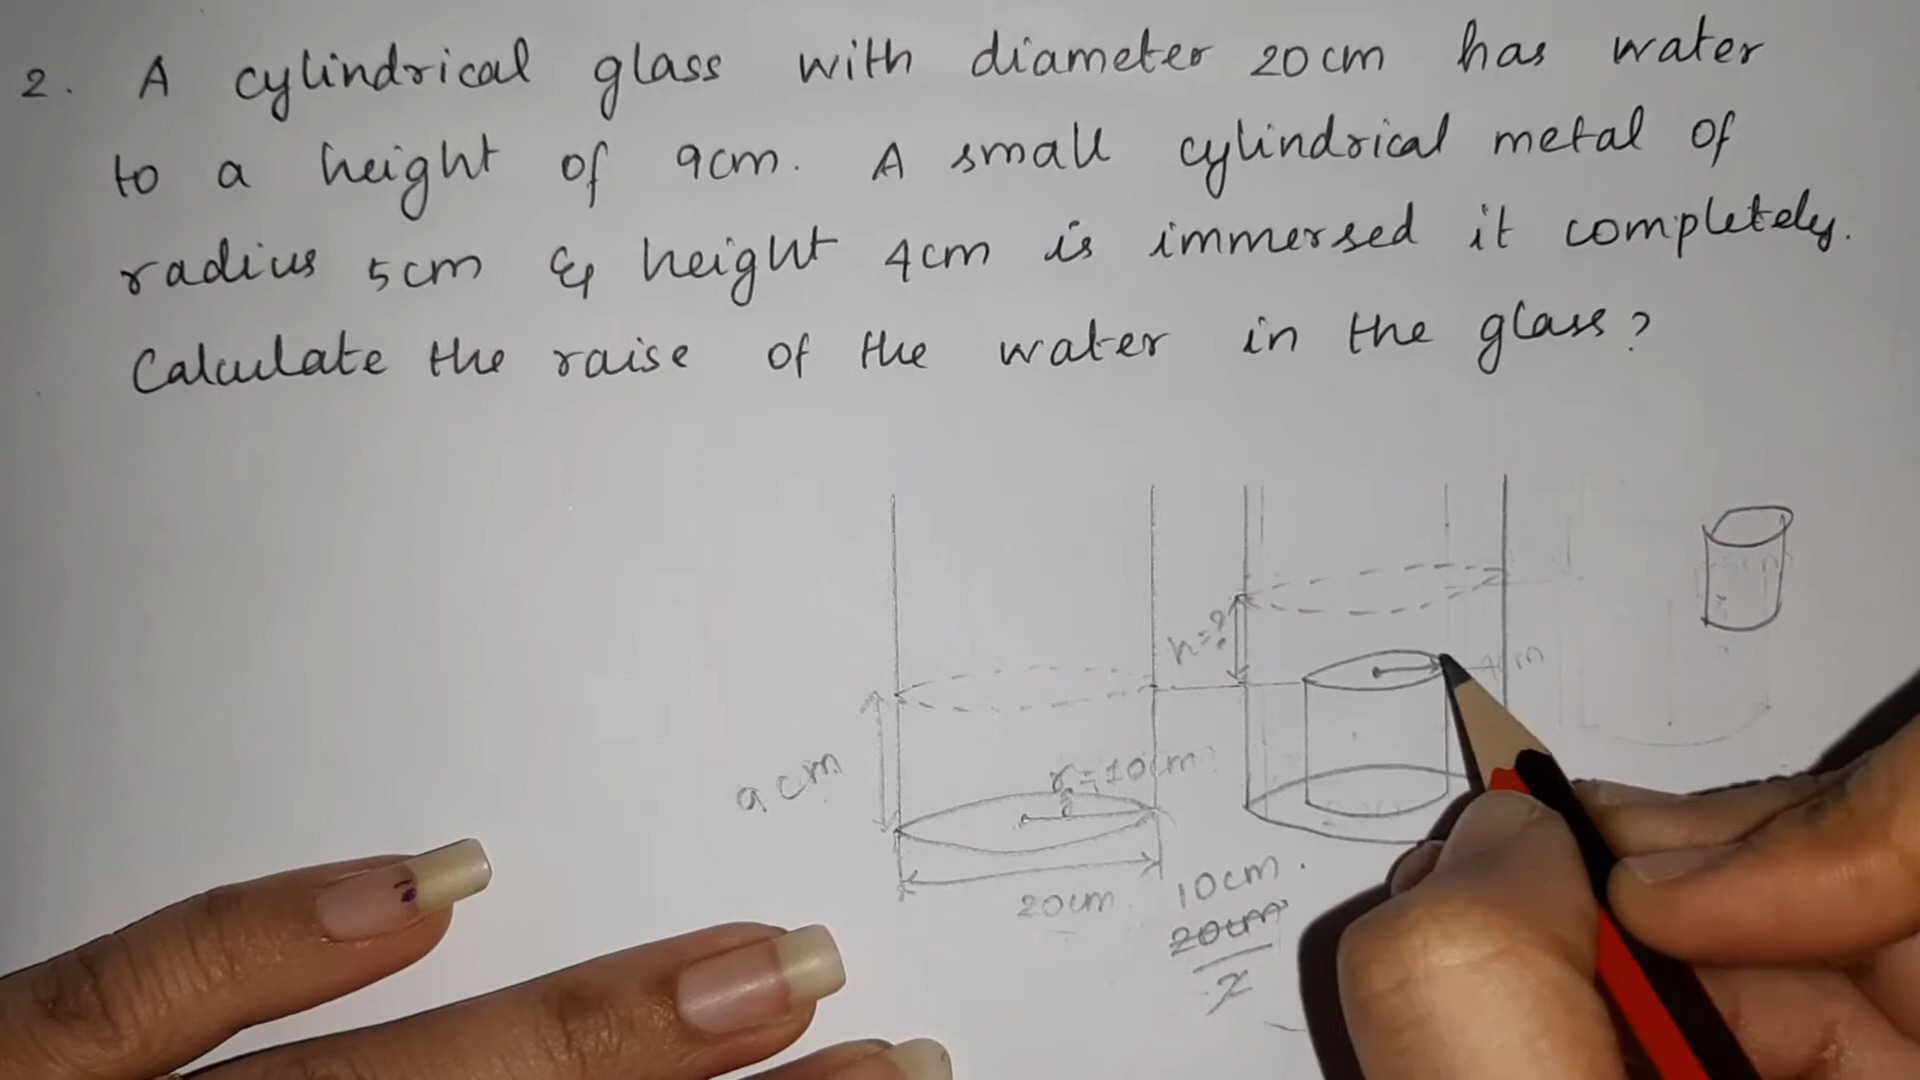 2. A cylindrical glass with diameter 20cm has water
to a height of 9cm. A small cylindrical metal of
radius 5cm & height 4cm is immersed it completely.
Calculate the raise of the water in the glass?
h=?
9cm
r=10cm
20cm
10cm.
20cm
2